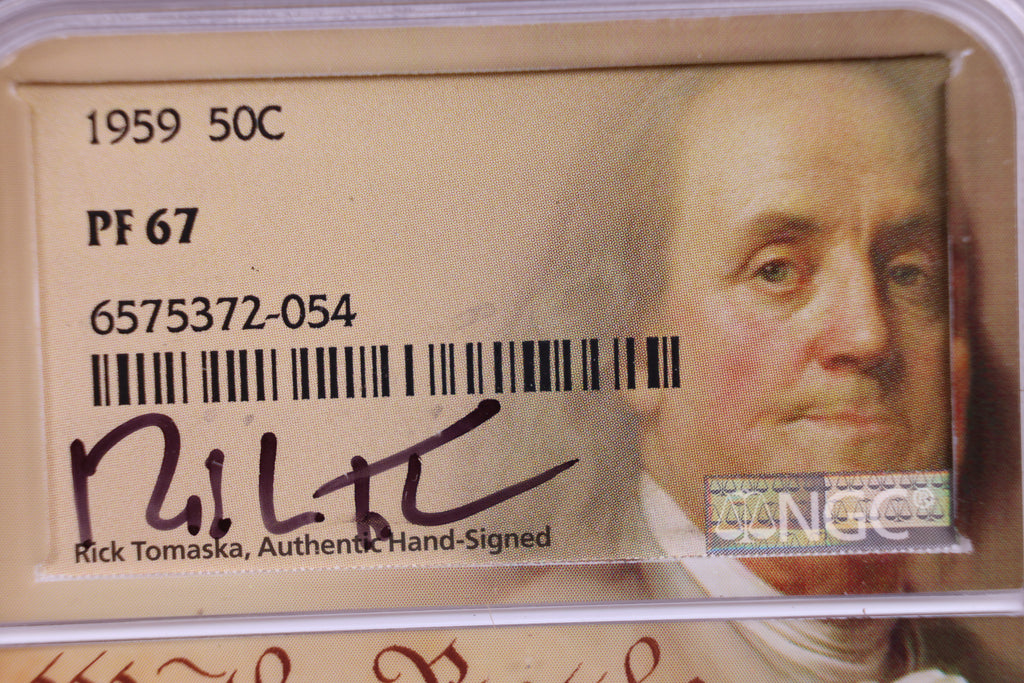 1959 50C
PF 67
6575372-054
Rick Tomaska, Authentic Hand-Signed
NGC®